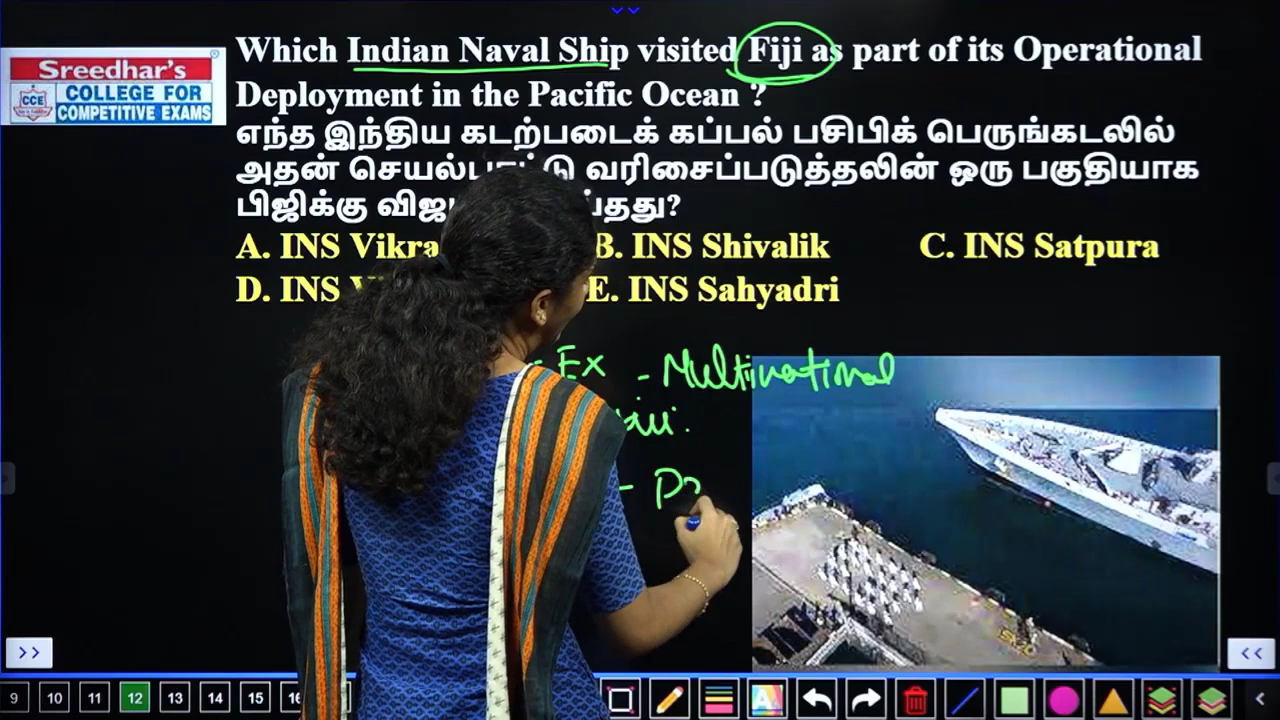 Sreedhar's
CCE
COLLEGE FOR
COMPETITIVE EXAMS
Which Indian Naval Ship visited Fiji as part of its Operational
Deployment in the Pacific Ocean ?
எந்த இந்திய கடற்படைக் கப்பல் பசிபிக் பெருங்கடலில்
அதன் வரிசைப்படுத்தலின் ஒரு பகுதியாக
பிஜிக்கு
A. INS B. INS Shivalik C. INS Satpura
D. INS E. INS Sahyadri
- Ex - Multinational
>>
<<
9 10 11 12 13 14 15